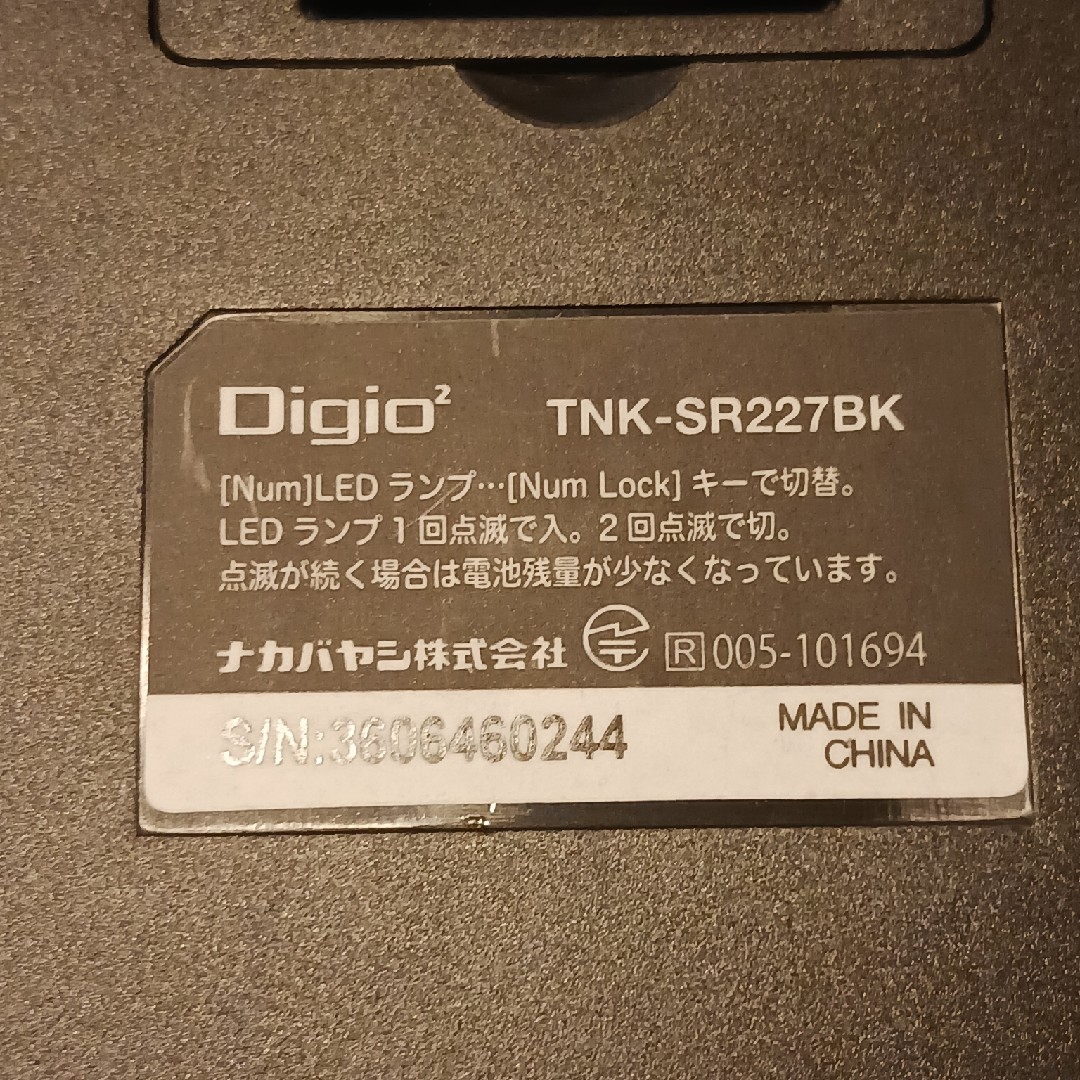 Digio²
TNK-SR227BK
[Num]LED ランプ…[Num Lock] キーで切替。
LED ランプ 1 回点滅で入。2 回点滅で切。
点滅が続く場合は電池残量が少なくなっています。
ナカバヤシ株式会社
R 005-101694
S/N:3606460244
MADE IN
CHINA